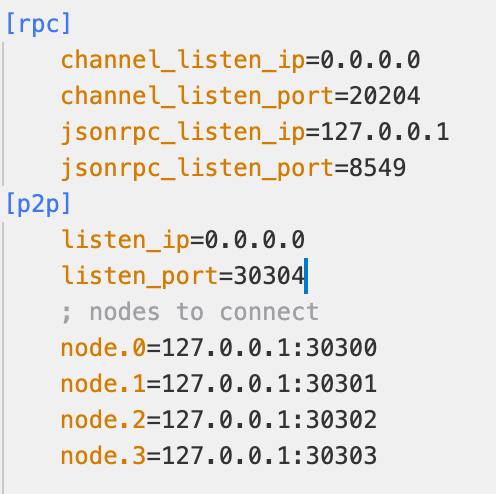 [rpc]
channel_listen_ip=0.0.0.0
channel_listen_port=20204
jsonrpc_listen_ip=127.0.0.1
jsonrpc_listen_port=8549
[p2p]
listen_ip=0.0.0.0
listen_port=30304
; nodes to connect
node.0=127.0.0.1:30300
node.1=127.0.0.1:30301
node.2=127.0.0.1:30302
node.3=127.0.0.1:30303